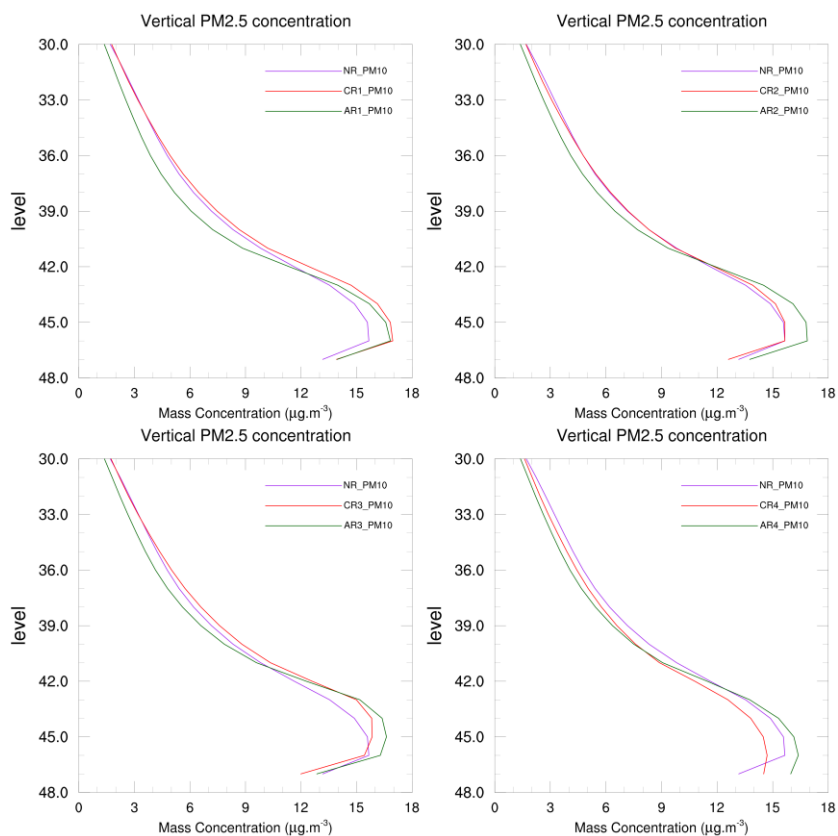 Vertical PM2.5 concentration
30.0
33.0
36.0
39.0
42.0
45.0
48.0
level
NR_PM10
CR1_PM10
AR1_PM10
0 3 6 9 12 15 18
Mass Concentration (µg.m⁻³)
Vertical PM2.5 concentration
30.0
33.0
36.0
39.0
42.0
45.0
48.0
level
NR_PM10
CR2_PM10
AR2_PM10
0 3 6 9 12 15 18
Mass Concentration (µg.m⁻³)
Vertical PM2.5 concentration
30.0
33.0
36.0
39.0
42.0
45.0
48.0
level
NR_PM10
CR3_PM10
AR3_PM10
0 3 6 9 12 15 18
Mass Concentration (µg.m⁻³)
Vertical PM2.5 concentration
30.0
33.0
36.0
39.0
42.0
45.0
48.0
level
NR_PM10
CR4_PM10
AR4_PM10
0 3 6 9 12 15 18
Mass Concentration (µg.m⁻³)